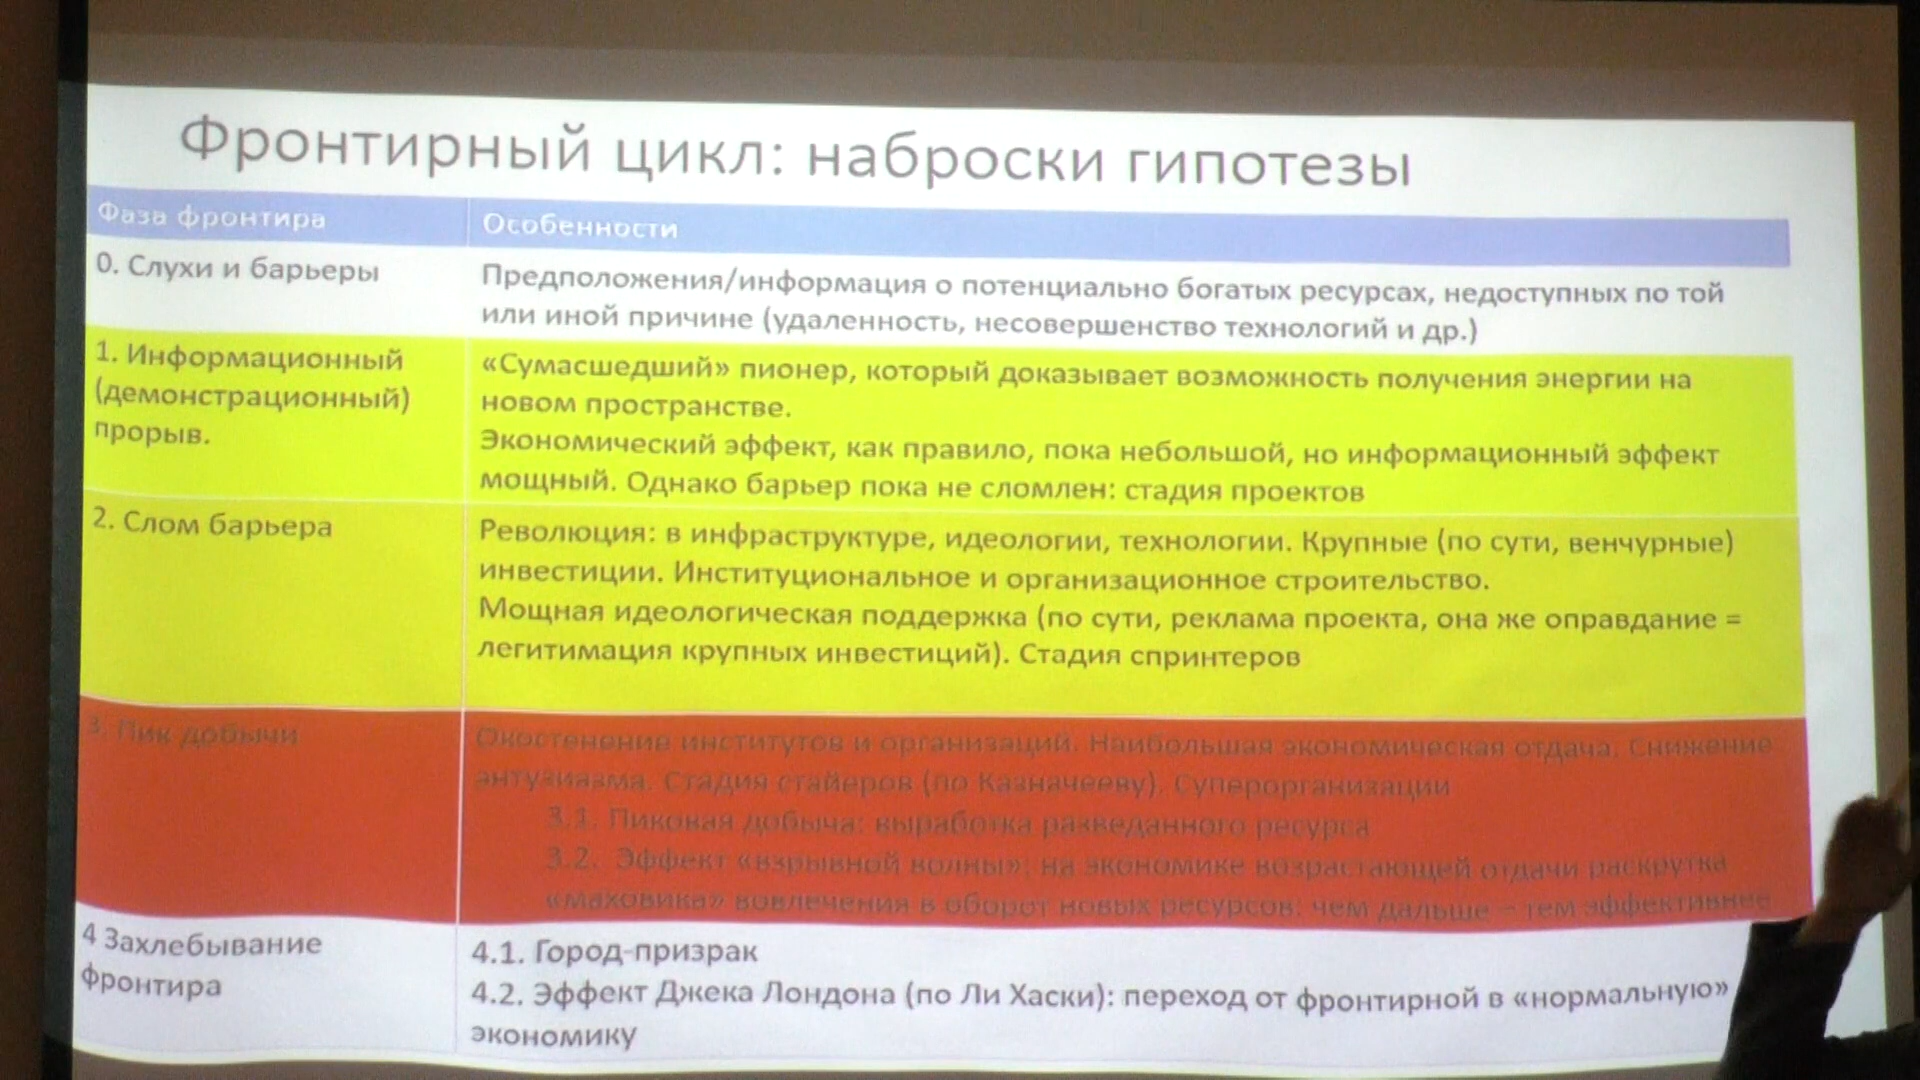 Фронтирный цикл: наброски гипотезы
Фаза фронтира
Особенности
0. Слухи и барьеры
Предположения/информация о потенциально богатых ресурсах, недоступных по той
или иной причине (удаленность, несовершенство технологий и др.)
1. Информационный
(демонстрационный)
прорыв.
«Сумасшедший» пионер, который доказывает возможность получения энергии на
новом пространстве.
Экономический эффект, как правило, пока небольшой, но информационный эффект
мощный. Однако барьер пока не сломлен: стадия проектов
2. Слом барьера
Революция: в инфраструктуре, идеологии, технологии. Крупные (по сути, венчурные)
инвестиции. Институциональное и организационное строительство.
Мощная идеологическая поддержка (по сути, реклама проекта, она же оправдание =
легитимация крупных инвестиций). Стадия спринтеров
3. Пик добычи
Окостенение институтов и организаций. Наибольшая экономическая отдача. Снижение
энтузиазма. Стадия стайеров (по Казначееву). Суперорганизации
3.1. Пиковая добыча: выработка разведанного ресурса
3.2. Эффект «взрывной волны»: на экономике возрастающей отдачи раскрутка
«маховика» вовлечения в оборот новых ресурсов: чем дальше – тем эффективнее
4 Захлебывание
фронтира
4.1. Город-призрак
4.2. Эффект Джека Лондона (по Ли Хаски): переход от фронтирной в «нормальную»
экономику